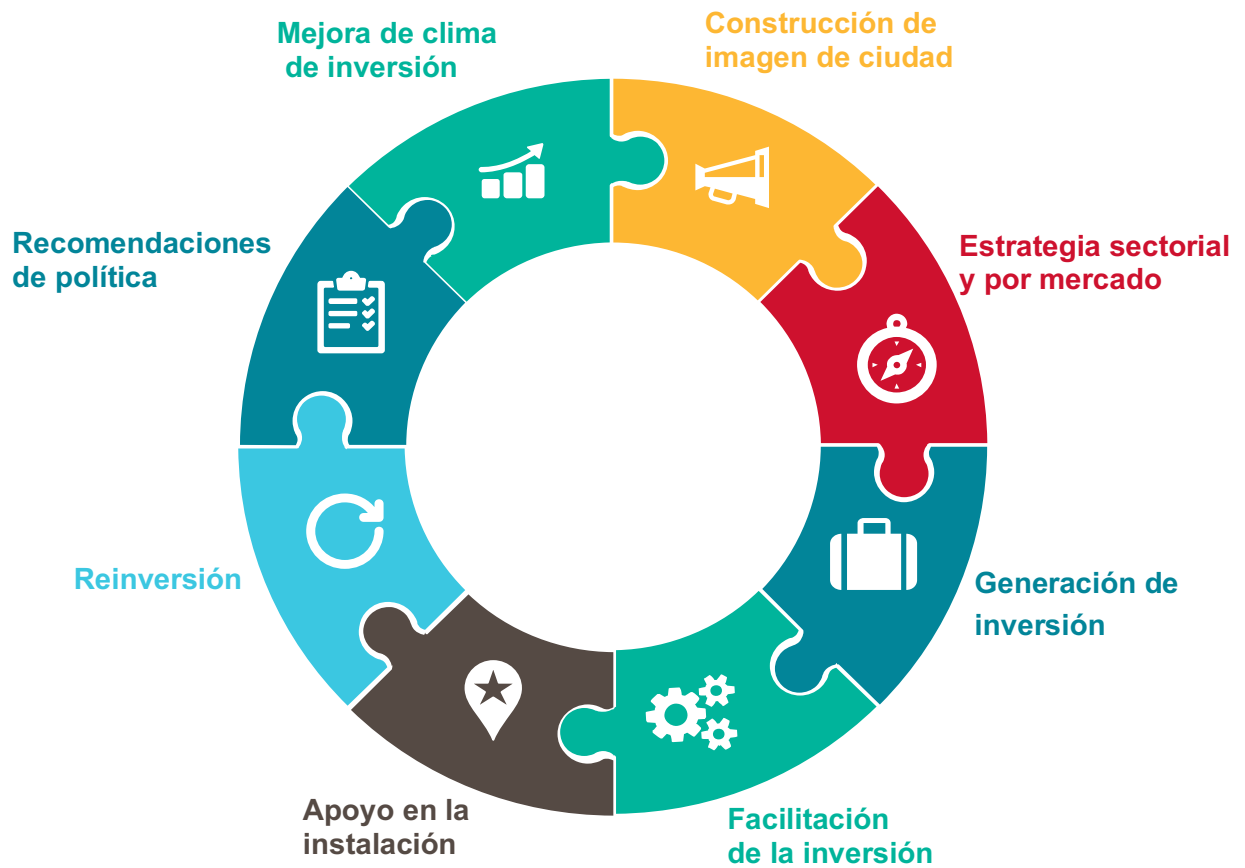 Mejora de clima
de inversión
Construcción de
imagen de ciudad
Estrategia sectorial
y por mercado
Generación de
inversión
Facilitación
de la inversión
Apoyo en la
instalación
Reinversión
Recomendaciones
de política